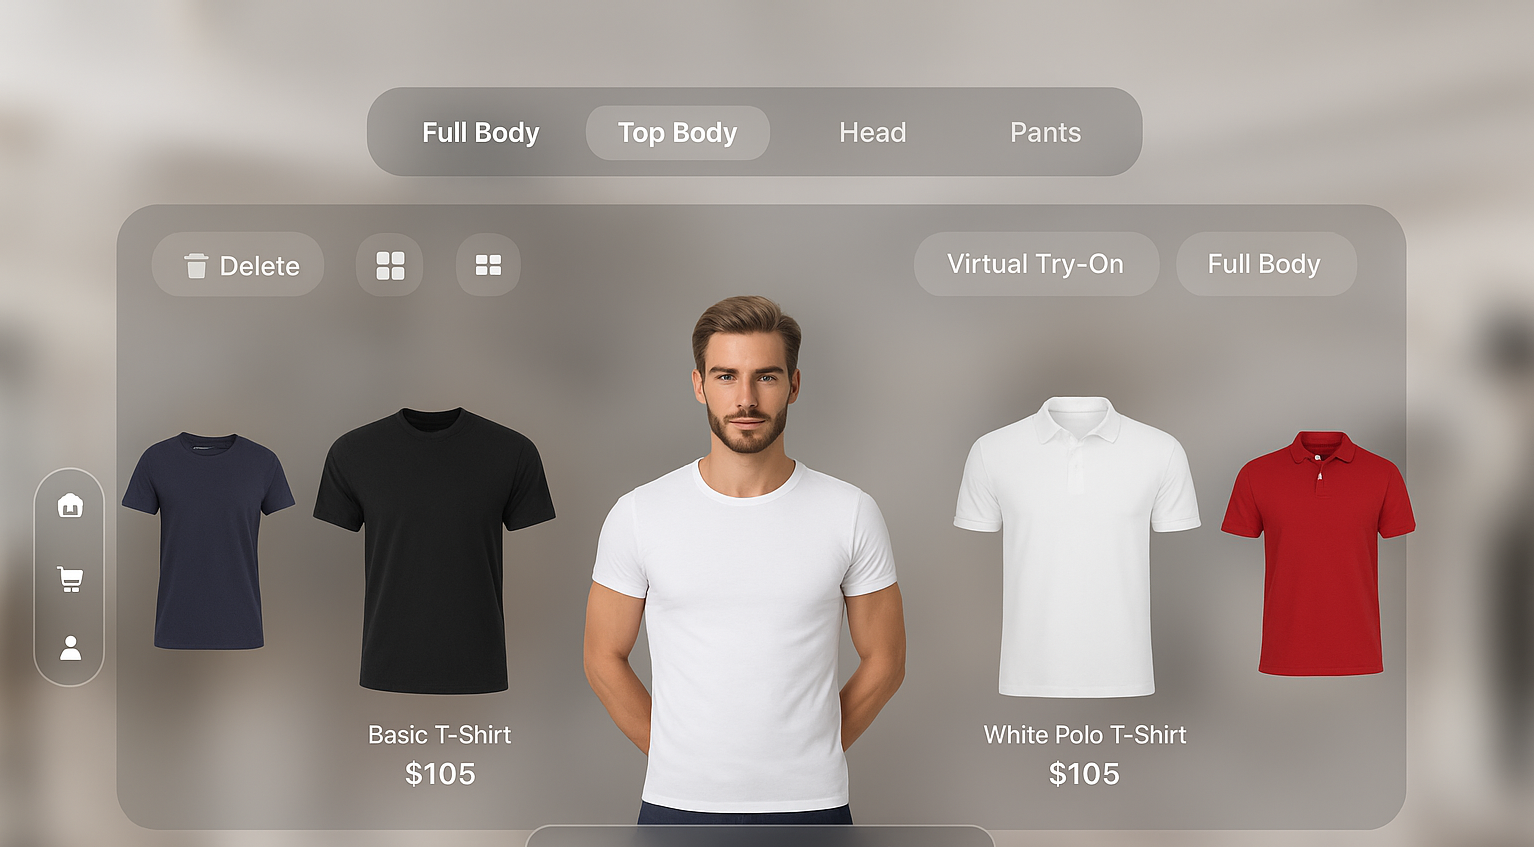 Full Body
Top Body
Head
Pants
Delete
Virtual Try-On
Full Body
Basic T-Shirt
$105
White Polo T-Shirt
$105